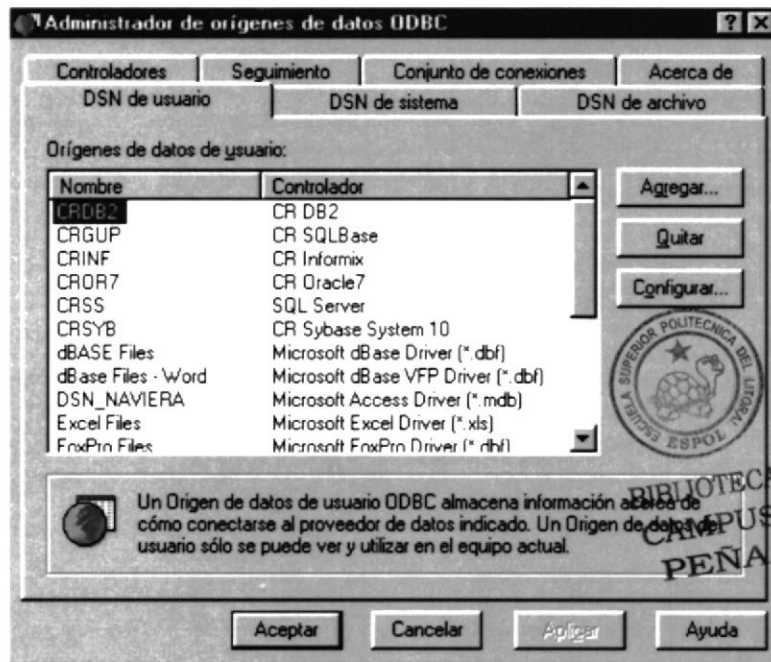 Administrador de orígenes de datos ODBC
Controladores Seguimiento Conjunto de conexiones Acerca de
DSN de usuario DSN de sistema DSN de archivo
Orígenes de datos de usuario:
Nombre Controlador
CRDB2 CR DB2
CRGUP CR SQLBase
CRINF CR Informix
CROR7 CR Oracle7
CRSS SQL Server
CRSYB CR Sybase System 10
dBASE Files Microsoft dBase Driver (*.dbf)
dBase Files - Word Microsoft dBase VFP Driver (*.dbf)
DSN_NAVIERA Microsoft Access Driver (*.mdb)
Excel Files Microsoft Excel Driver (*.xls)
FoxPro Files Microsoft FoxPro Driver (*.dbf)
Agregar...
Quitar
Configurar...
ESCUELA SUPERIOR POLITECNICA DEL LITORAL
ESPOL
BIBLIOTECA
CAMPUS
PEÑA
Un Origen de datos de usuario ODBC almacena información acerca de
cómo conectarse al proveedor de datos indicado. Un Origen de datos de
usuario sólo se puede ver y utilizar en el equipo actual.
Aceptar Cancelar Aplicar Ayuda